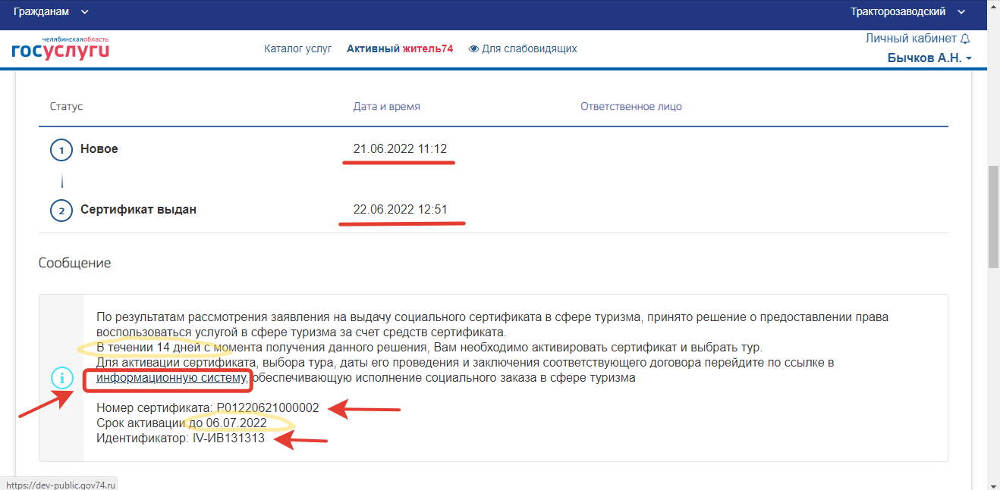 Гражданам
Тракторозаводский
челябинская область
госуслуги
Каталог услуг
Активный житель74
Для слабовидящих
Личный кабинет
Бычков А.Н.
Статус
Дата и время
Ответственное лицо
1 Новое
21.06.2022 11:12
2 Сертификат выдан
22.06.2022 12:51
Сообщение
По результатам рассмотрения заявления на выдачу социального сертификата в сфере туризма, принято решение о предоставлении права
воспользоваться услугой в сфере туризма за счет средств сертификата.
В течении 14 дней с момента получения данного решения, Вам необходимо активировать сертификат и выбрать тур.
Для активации сертификата, выбора тура, даты его проведения и заключения соответствующего договора перейдите по ссылке в
информационную систему, обеспечивающую исполнение социального заказа в сфере туризма
Номер сертификата: P01220621000002
Срок активации до 06.07.2022
Идентификатор: IV-ИВ131313
https://dev-public.gov74.ru